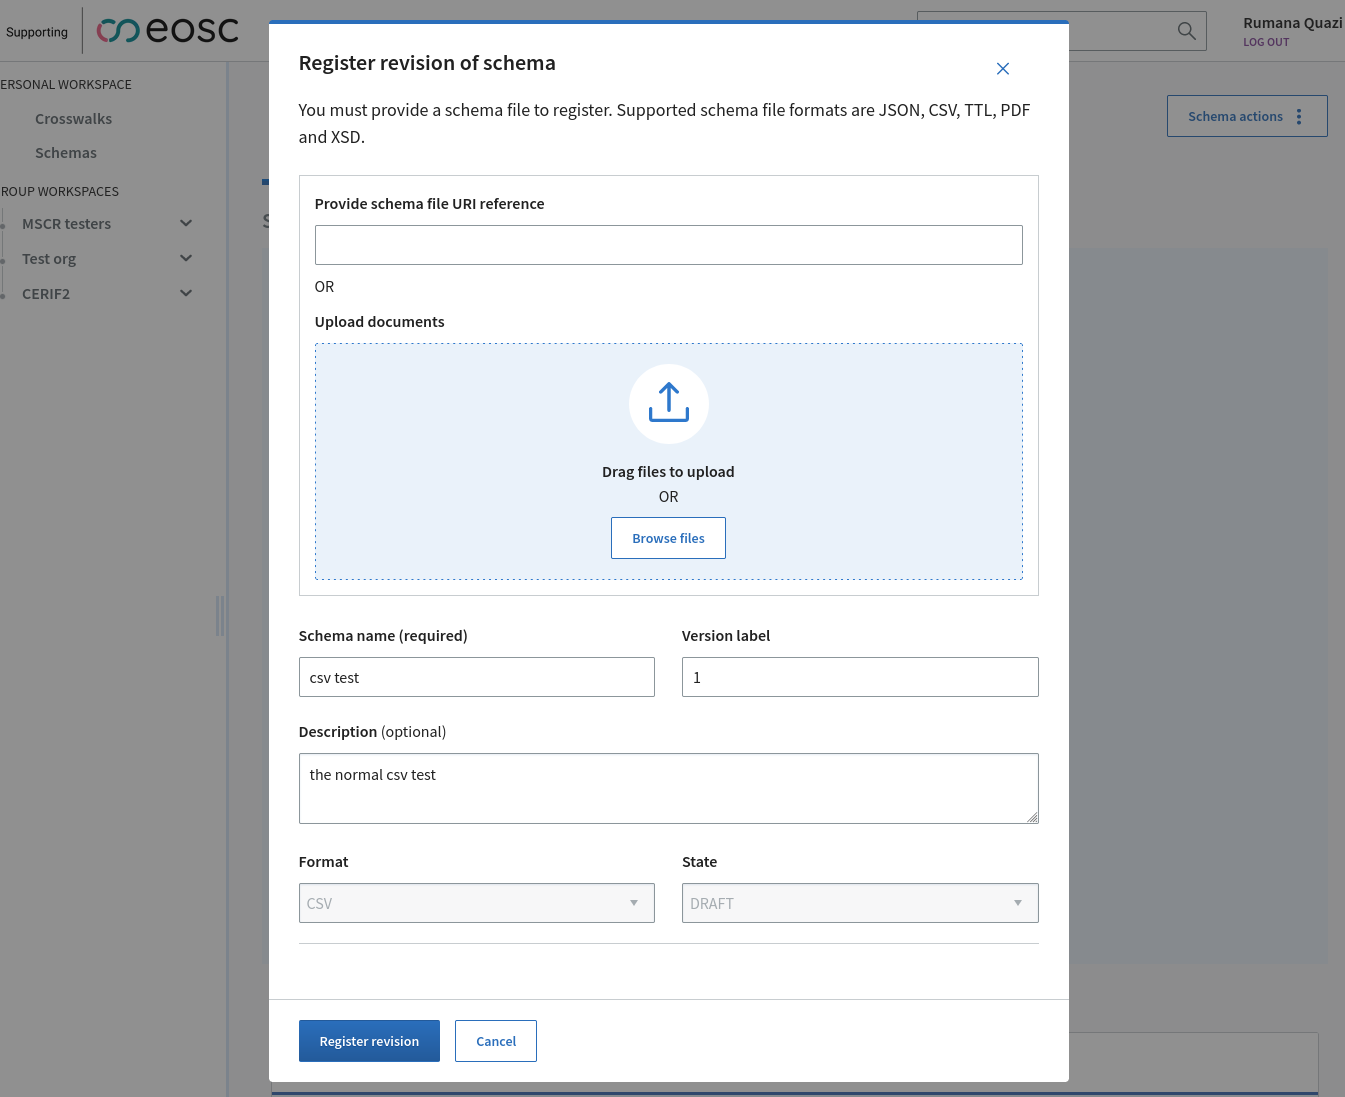 Supporting
eosc
Rumana Quazi
LOG OUT
ERSONAL WORKSPACE
Crosswalks
Schemas
ROUP WORKSPACES
MSCR testers
Test org
CERIF2
Schema actions
Register revision of schema
You must provide a schema file to register. Supported schema file formats are JSON, CSV, TTL, PDF
and XSD.
Provide schema file URI reference
OR
Upload documents
Drag files to upload
OR
Browse files
Schema name (required)
Version label
csv test
1
Description (optional)
the normal csv test
Format
State
CSV
DRAFT
Register revision
Cancel